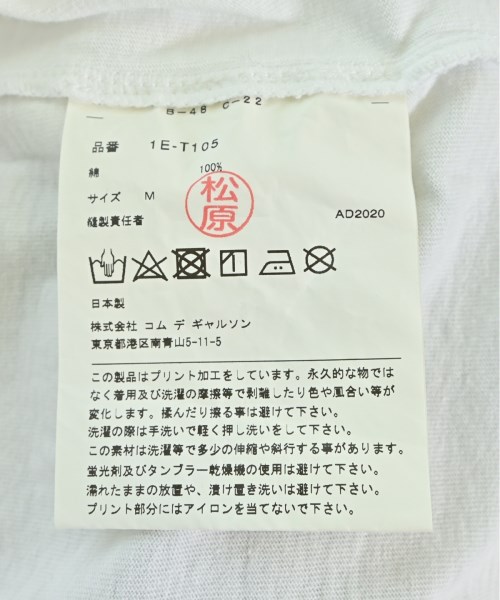 B-46 C-22
品番 1E-T105
綿 100%
サイズ M
松原
縫製責任者 AD2020
日本製
株式会社 コム デ ギャルソン
東京都港区南青山5-11-5
この製品はプリント加工をしています。永久的な物では
なく着用及び洗濯の摩擦等で剥離したり色や風合い等が
変化します。揉んだり擦る事は避けて下さい。
洗濯の際は手洗いで軽く押し洗いをして下さい。
この素材は洗濯等で多少の伸縮や斜行する事があります。
蛍光剤及びタンブラー乾燥機の使用は避けて下さい。
濡れたままの放置や、漬け置き洗いは避けて下さい。
プリント部分にはアイロンを当てないで下さい。